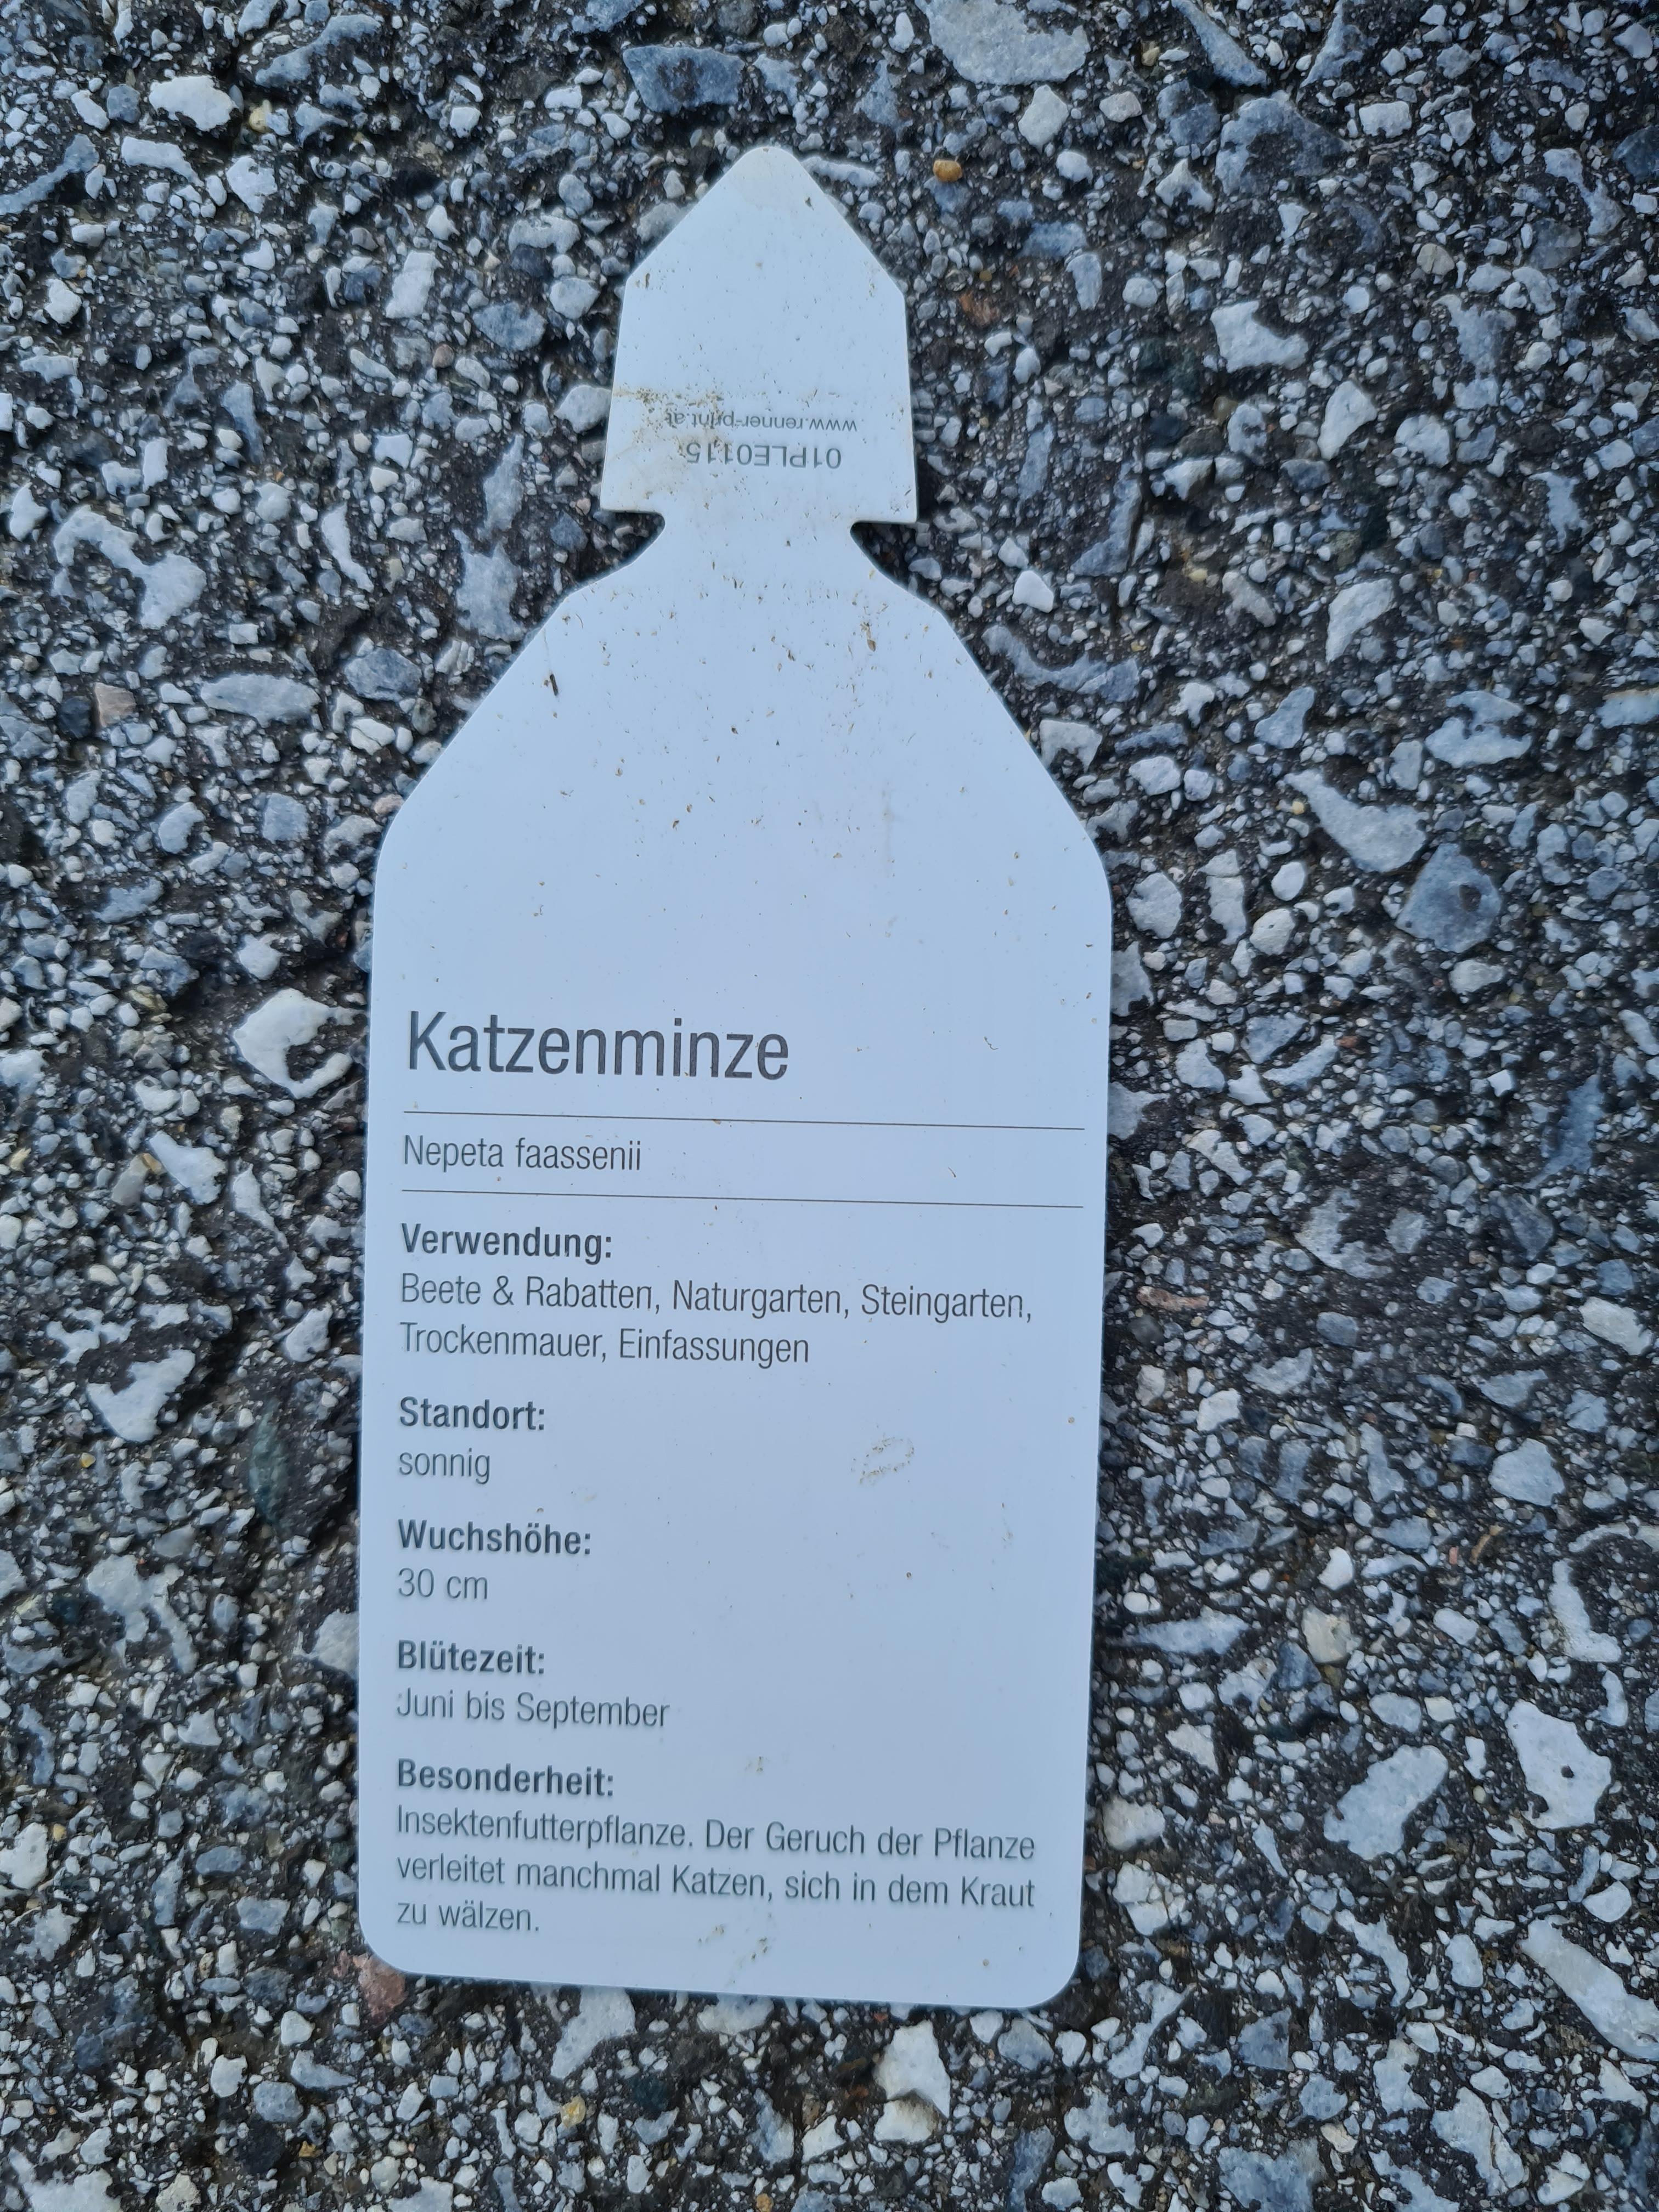 www.renner-print.at
01PLE0115
Katzenminze
Nepeta faassenii
Verwendung:
Beete & Rabatten, Naturgarten, Steingarten,
Trockenmauer, Einfassungen
Standort:
sonnig
Wuchshöhe:
30 cm
Blütezeit:
Juni bis September
Besonderheit:
Insektenfutterpflanze. Der Geruch der Pflanze
verleitet manchmal Katzen, sich in dem Kraut
zu wälzen.